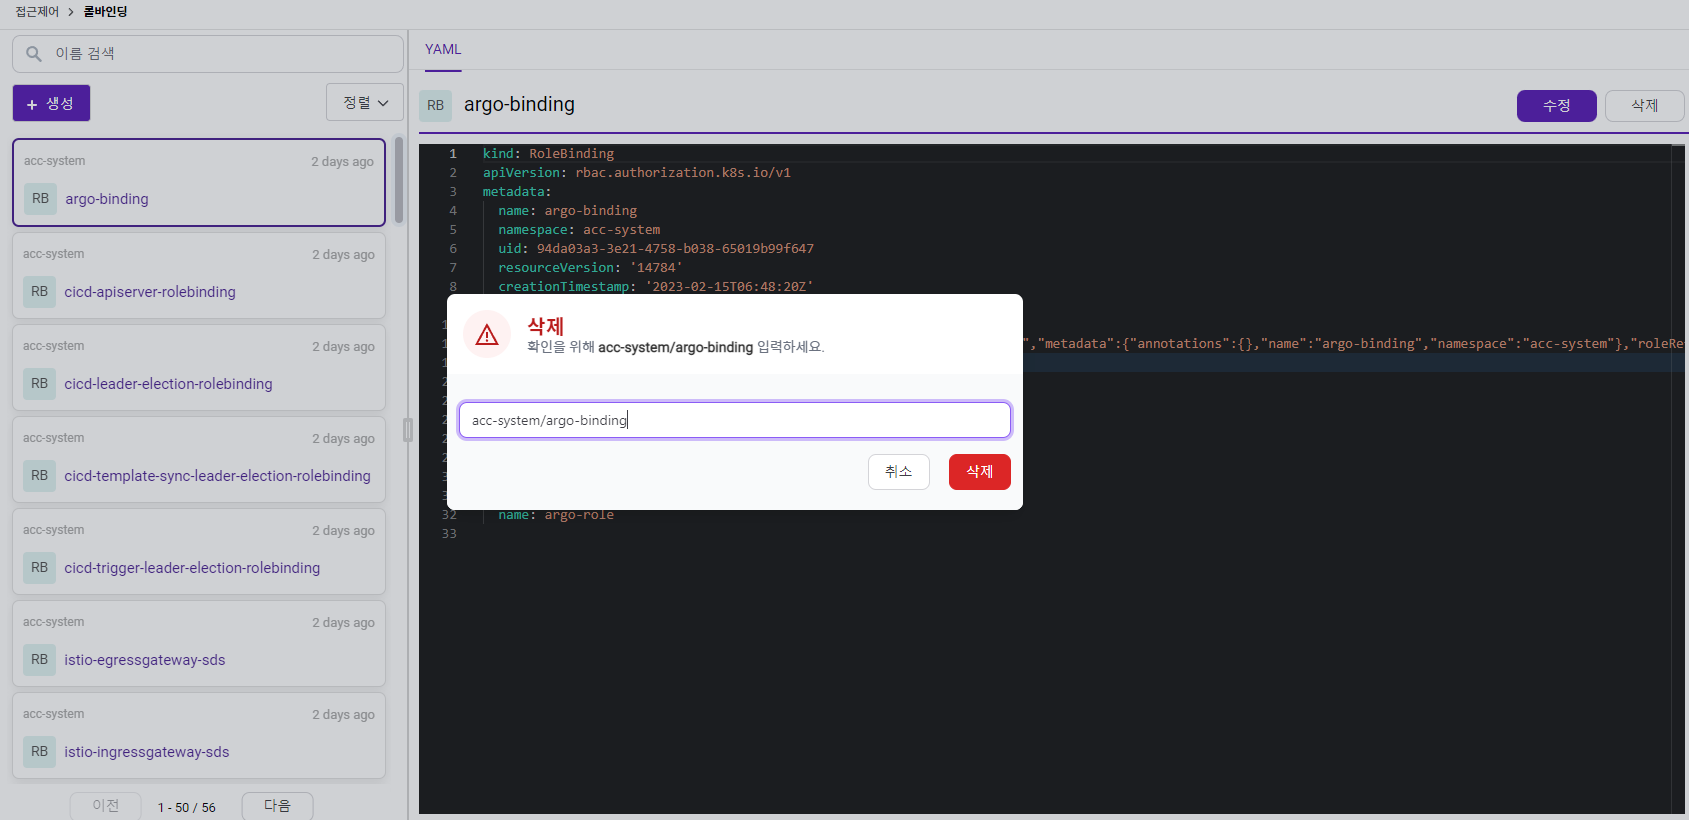 접근제어 > 롤바인딩
이름 검색
+ 생성
정렬
acc-system 2 days ago
RB argo-binding
acc-system 2 days ago
RB cicd-apiserver-rolebinding
acc-system 2 days ago
RB cicd-leader-election-rolebinding
acc-system 2 days ago
RB cicd-template-sync-leader-election-rolebinding
acc-system 2 days ago
RB cicd-trigger-leader-election-rolebinding
acc-system 2 days ago
RB istio-egressgateway-sds
acc-system 2 days ago
RB istio-ingressgateway-sds
이전 1 - 50 / 56 다음
YAML
RB argo-binding
수정 삭제
1 kind: RoleBinding
2 apiVersion: rbac.authorization.k8s.io/v1
3 metadata:
4 name: argo-binding
5 namespace: acc-system
6 uid: 94da03a3-3e21-4758-b038-65019b99f647
7 resourceVersion: '14784'
8 creationTimestamp: '2023-02-15T06:48:20Z'
","metadata":{"annotations":{},"name":"argo-binding","namespace":"acc-system"},"roleRe
삭제
확인을 위해 acc-system/argo-binding 입력하세요.
acc-system/argo-binding
취소 삭제
32 name: argo-role
33